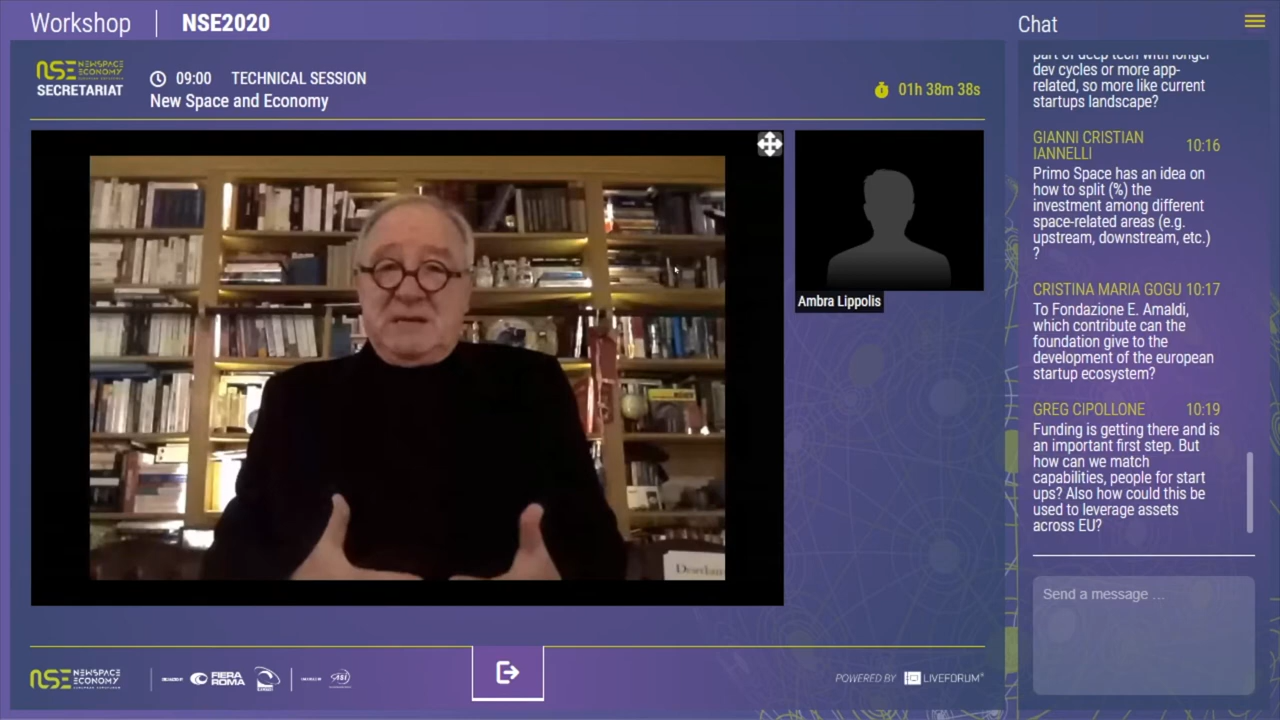 Workshop
NSE2020
NSE NEWSPACE
ECONOMY
SECRETARIAT
09:00 TECHNICAL SESSION
New Space and Economy
01h 38m 38s
Ambra Lippolis
NSE NEWSPACE
ECONOMY
FIERA
ROMA
POWERED BY LIVEFORUM
Chat
part of deep tech with longer
dev cycles or more app-
related, so more like current
startups landscape?
GIANNI CRISTIAN
IANNELLI 10:16
Primo Space has an idea on
how to split (%) the
investment among different
space-related areas (e.g.
upstream, downstream, etc.)
?
CRISTINA MARIA GOGU 10:17
To Fondazione E. Amaldi,
which contribute can the
foundation give to the
development of the european
startup ecosystem?
GREG CIPOLLONE 10:19
Funding is getting there and is
an important first step. But
how can we match
capabilities, people for start
ups? Also how could this be
used to leverage assets
across EU?
Send a message ...